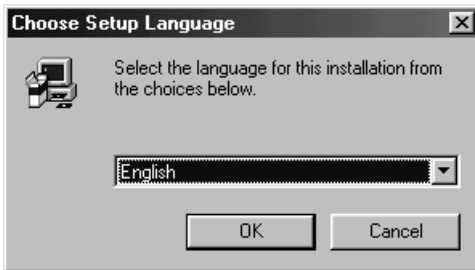 Choose Setup Language
Select the language for this installation from
the choices below.
English
OK
Cancel